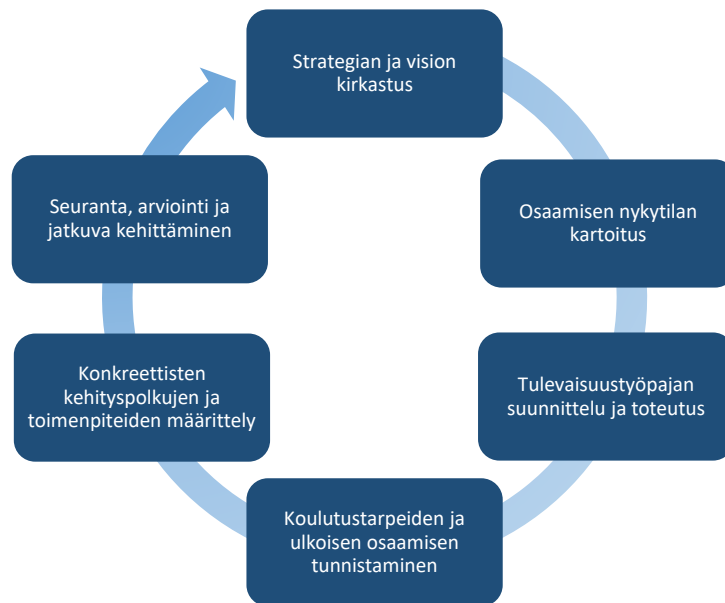 Strategian ja vision
kirkastus
Osaamisen nykytilan
kartoitus
Tulevaisuustyöpajan
suunnittelu ja toteutus
Koulutustarpeiden ja
ulkoisen osaamisen
tunnistaminen
Konkreettisten
kehityspolkujen ja
toimenpiteiden määrittely
Seuranta, arviointi ja
jatkuva kehittäminen